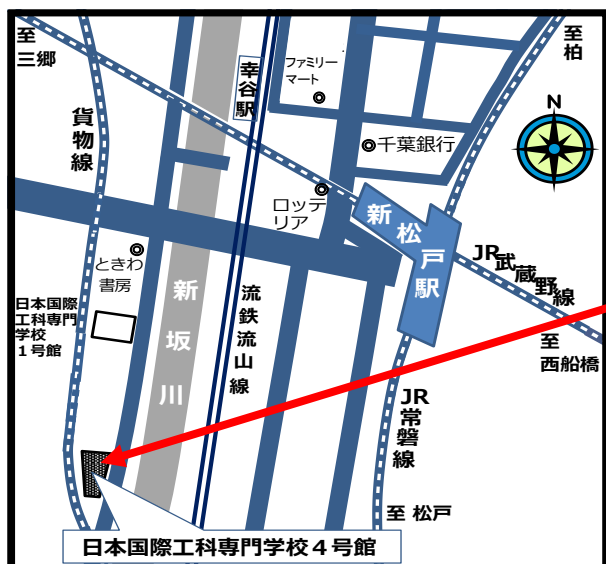 至
三郷
貨物線
幸谷駅
ファミリー
マート
至
柏
N
千葉銀行
ロッテ
リア
新松戸駅
JR武蔵野線
至
西船橋
ときわ
書房
新坂川
流鉄流山線
日本国際
工科専門
学校
１号館
JR常磐線
至 松戸
日本国際工科専門学校４号館